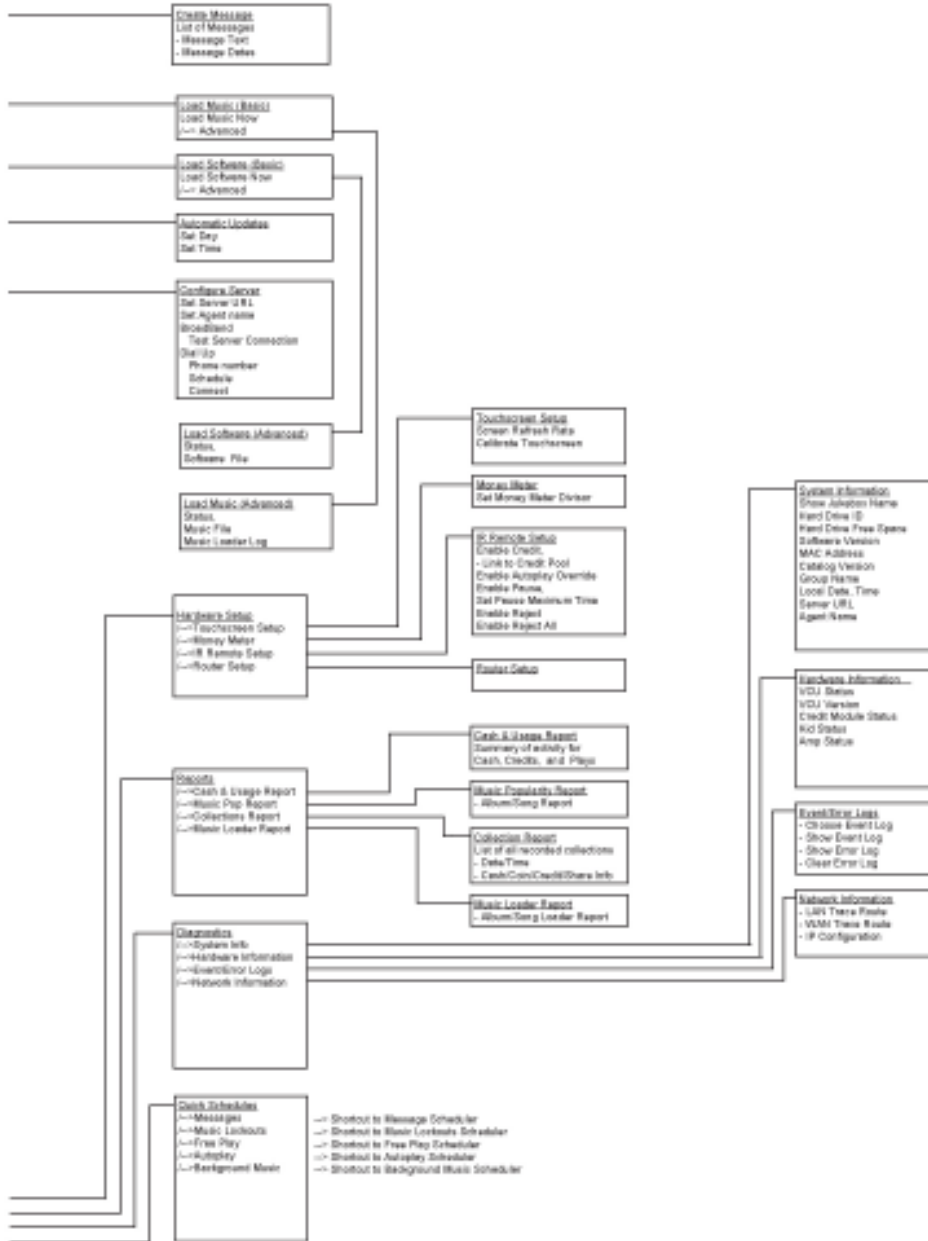 Create Message
List of Messages
- Message Text
- Message Dates
Load Music (Basic)
Load Music Now
/--> Advanced
Load Software (Basic)
Load Software Now
/--> Advanced
Automatic Updates
Set Day
Set Time
Configure Server
Set Server URL
Set Agent name
BroadBand
Test Server Connection
Dial Up
Phone number
Schedule
Connect
Load Software (Advanced)
Status,
Software File
Load Music (Advanced)
Status,
Music File
Music Loader Log
Touchscreen Setup
Screen Refresh Rate
Calibrate Touchscreen
Money Meter
Set Money Meter Divisor
IR Remote Setup
Enable Credit,
- Link to Credit Pool
Enable Autoplay Override
Enable Pause,
Set Pause Maximum Time
Enable Reject
Enable Reject All
Router Setup
Hardware Setup
/-->Touchscreen Setup
/-->Money Meter
/-->IR Remote Setup
/-->Router Setup
System Information
Show Jukebox Name
Hard Drive ID
Hard Drive Free Space
Software Version
MAC Address
Catalog Version
Group Name
Local Date, Time
Server URL
Agent Name
Hardware Information
VCU Status
VCU Version
Credit Module Status
Kid Status
Amp Status
Reports
/-->Cash & Usage Report
/-->Music Pop Report
/-->Collections Report
/-->Music Loader Report
Cash & Usage Report
Summary of activity for
Cash, Credits, and Plays
Music Popularity Report
- Album/Song Report
Collection Report
List of all recorded collections
- Date/Time
- Cash/Coin/Credit/Share Info
Music Loader Report
- Album/Song Loader Report
Event/Error Logs
- Choose Event Log
- Show Event Log
- Show Error Log
- Clear Error Log
Network Information
- LAN Trace Route
- WAN Trace Route
- IP Configuration
Diagnostics
/-->System Info
/-->Hardware Information
/-->Event/Error Logs
/-->Network Information
Quick Schedules
/-->Messages
/-->Music Lockouts
/-->Free Play
/-->Autoplay
/-->Background Music
--> Shortcut to Message Scheduler
--> Shortcut to Music Lockouts Scheduler
--> Shortcut to Free Play Scheduler
--> Shortcut to Autoplay Scheduler
--> Shortcut to Background Music Scheduler